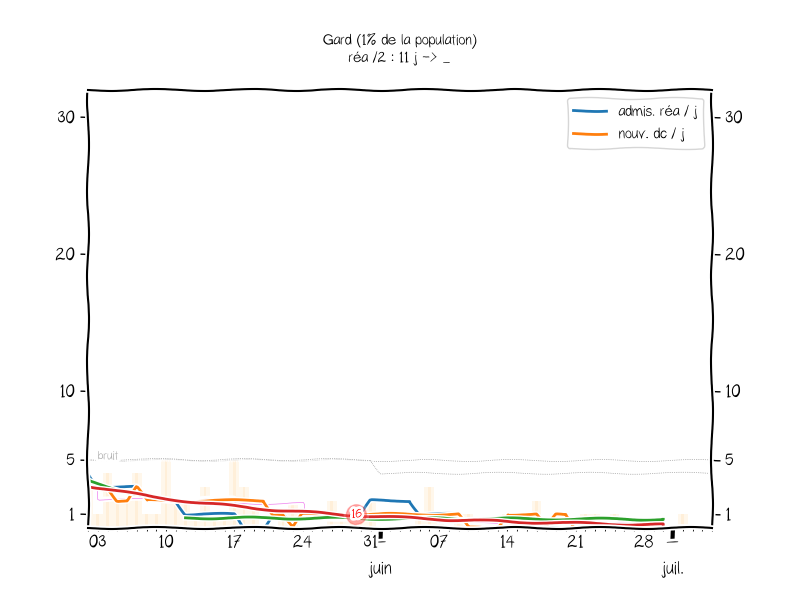 Gard (1% de la population)
réa /2 : 11 j -> _
admis. réa / j
nouv. dc / j
30
30
20
20
10
10
5
bruit
5
1
16
1
03 10 17 24 31 07 14 21 28
juin juil.